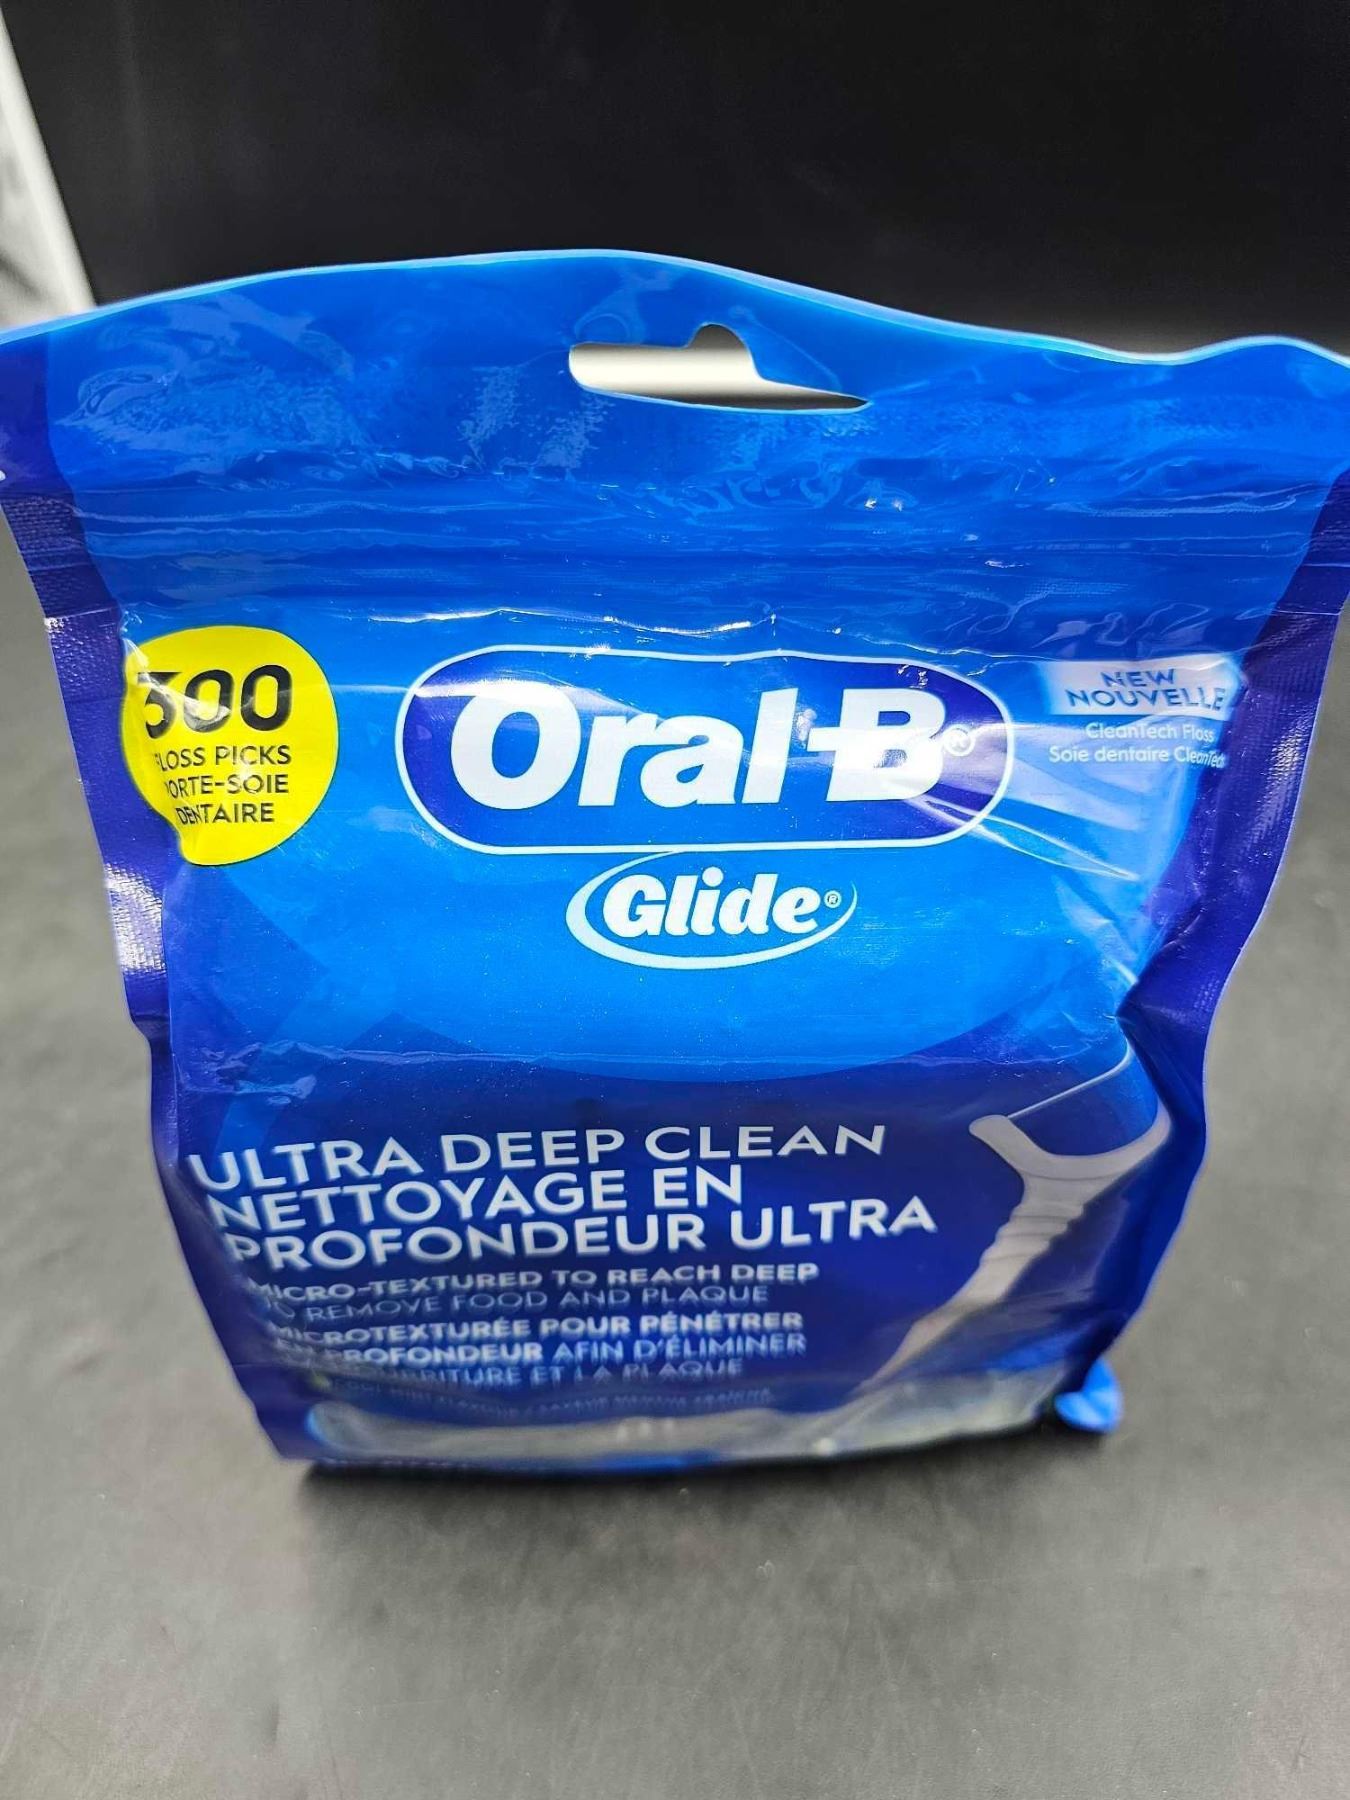 300
FLOSS PICKS
PORTE-SOIE
DENTAIRE
Oral-B®
Glide®
NEW
NOUVELLE
CleanTech Floss
Soie dentaire CleanTech
ULTRA DEEP CLEAN
NETTOYAGE EN
PROFONDEUR ULTRA
MICRO-TEXTURED TO REACH DEEP
TO REMOVE FOOD AND PLAQUE
MICROTEXTURÉE POUR PÉNÉTRER
EN PROFONDEUR AFIN D'ÉLIMINER
NOURRITURE ET LA PLAQUE